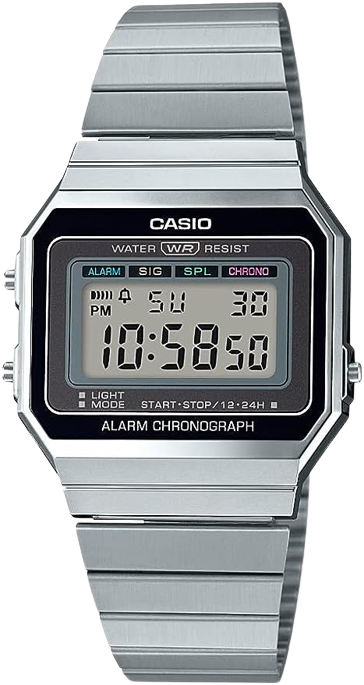 CASIO
WATER WR RESIST
ALARM SIG SPL CHRONO
SU 30
PM
10:58 50
LIGHT
MODE START•STOP/12•24H
ALARM CHRONOGRAPH